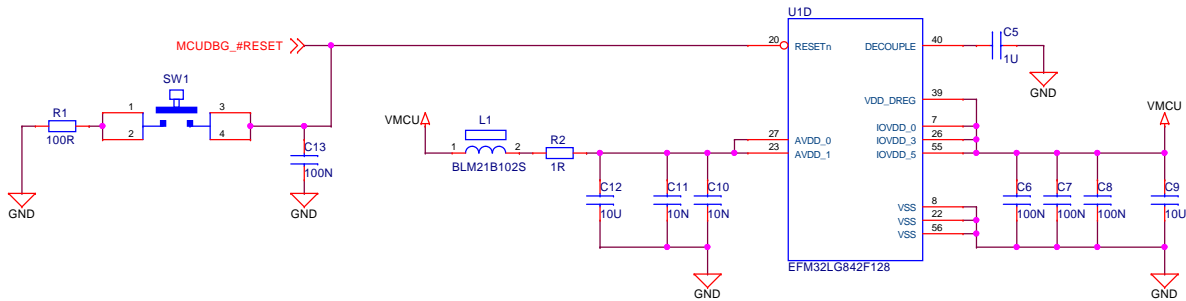 U1D
MCUDBG_#RESET
20
RESETn
DECOUPLE
40
C5
1U
GND
SW1
1
2
3
4
R1
100R
GND
C13
100N
GND
VMCU
L1
1
2
BLM21B102S
R2
1R
27
23
AVDD_0
AVDD_1
VDD_DREG
39
IOVDD_0
7
IOVDD_3
26
IOVDD_5
55
VMCU
C12
10U
C11
10N
C10
10N
GND
VSS
8
VSS
22
VSS
56
C6
100N
C7
100N
C8
100N
C9
10U
GND
EFM32LG842F128